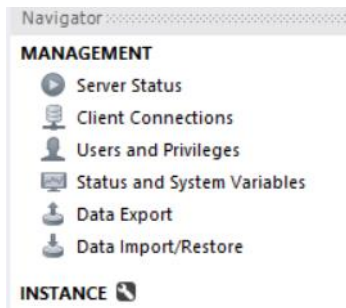 Navigator
MANAGEMENT
Server Status
Client Connections
Users and Privileges
Status and System Variables
Data Export
Data Import/Restore
INSTANCE